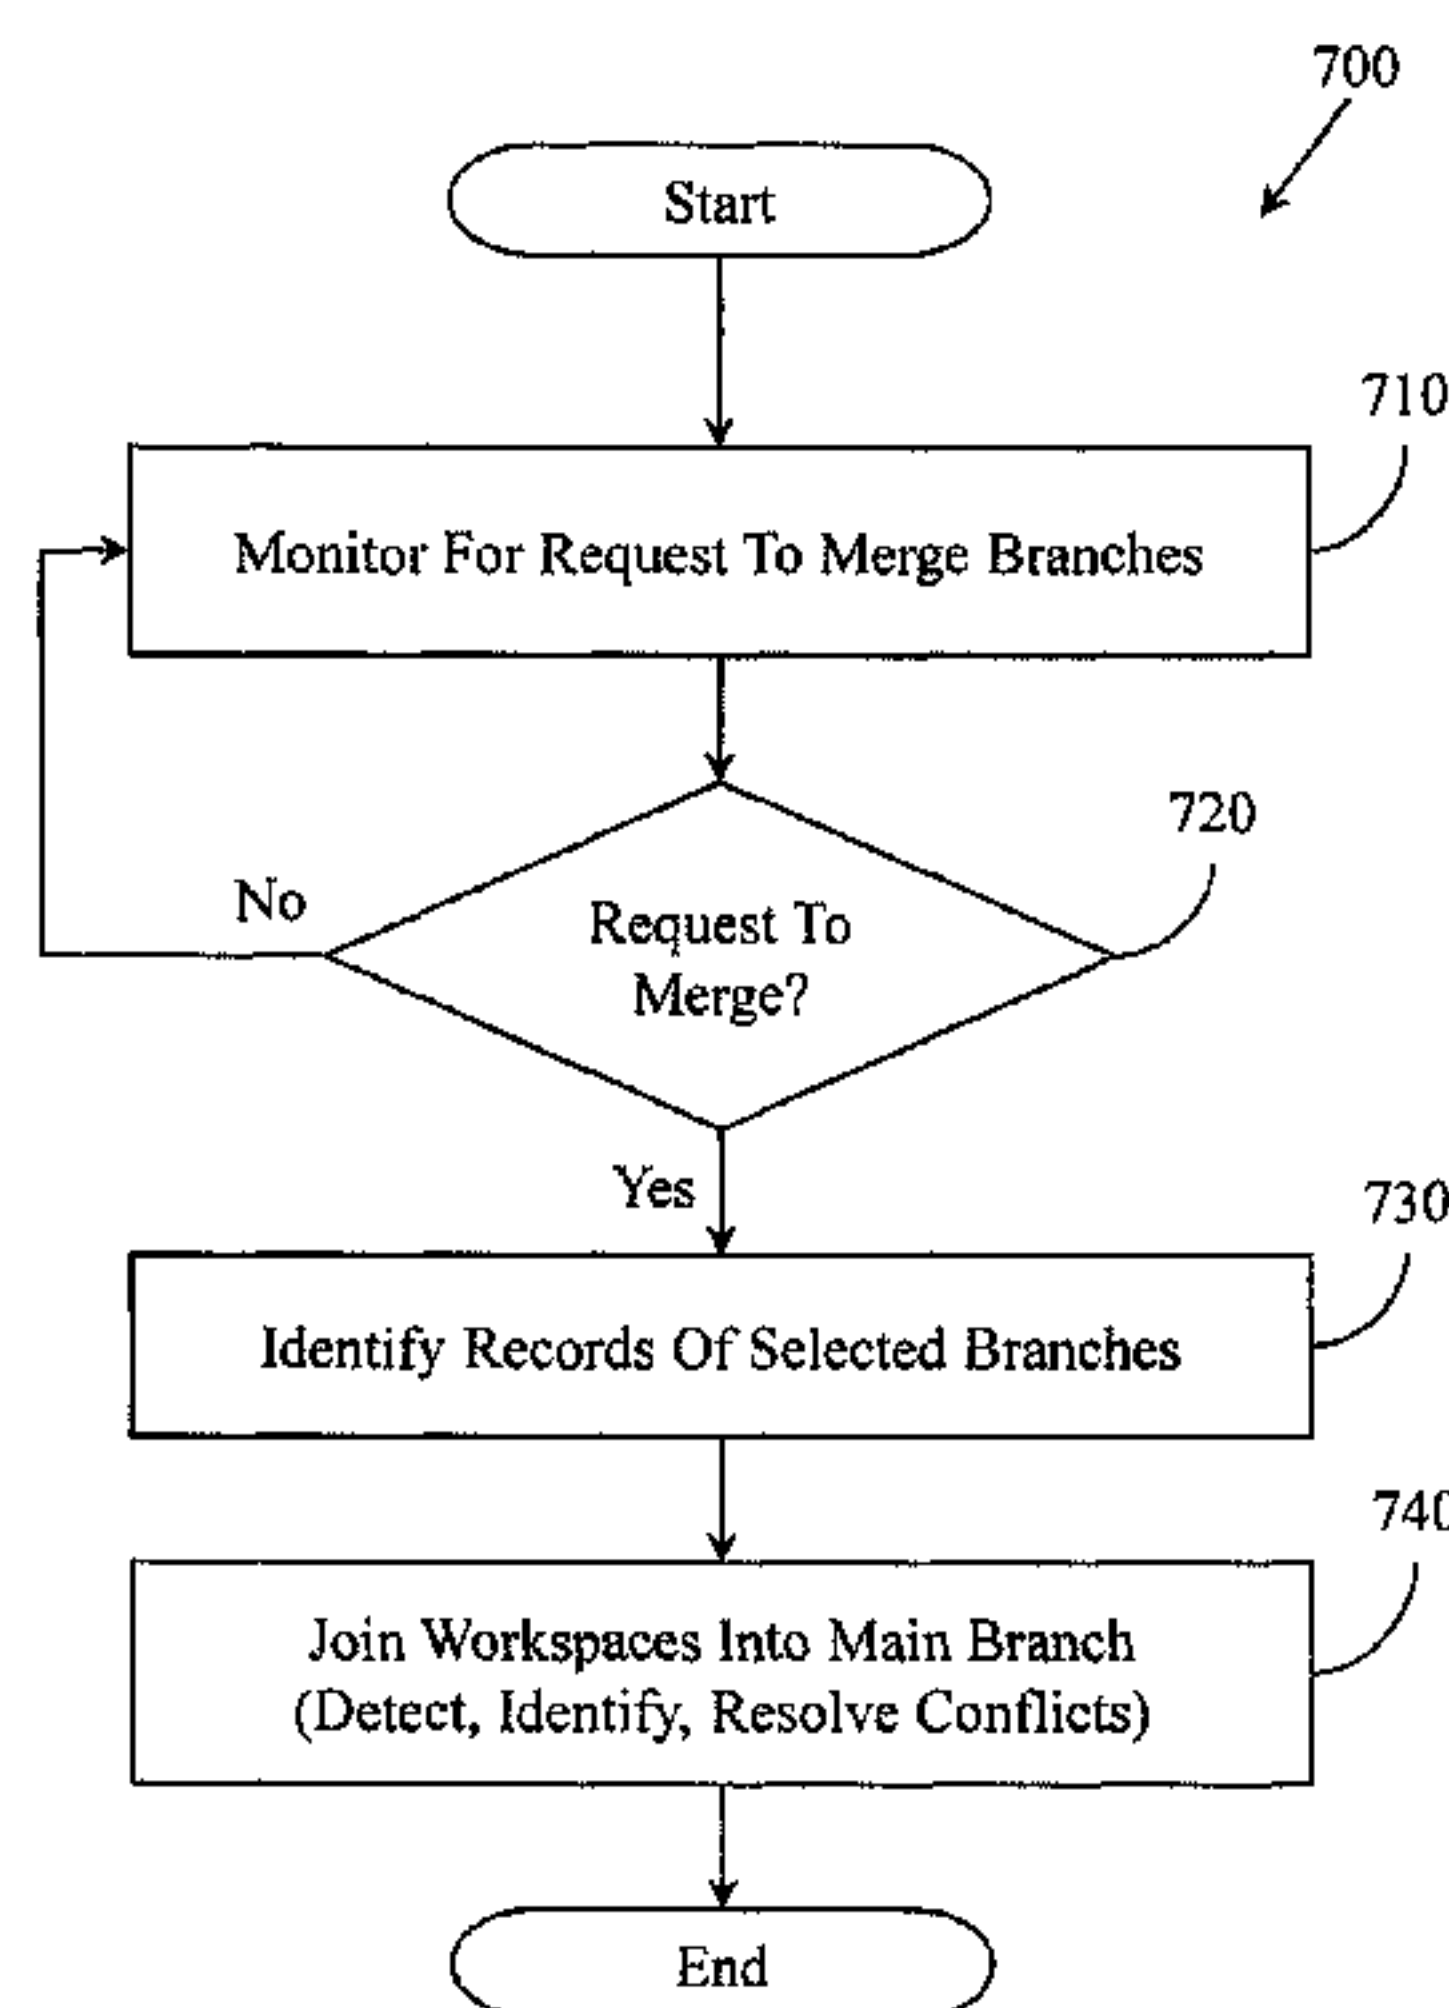 700
Start
710
Monitor For Request To Merge Branches
720
No
Request To
Merge?
Yes
730
Identify Records Of Selected Branches
740
Join Workspaces Into Main Branch
(Detect, Identify, Resolve Conflicts)
End